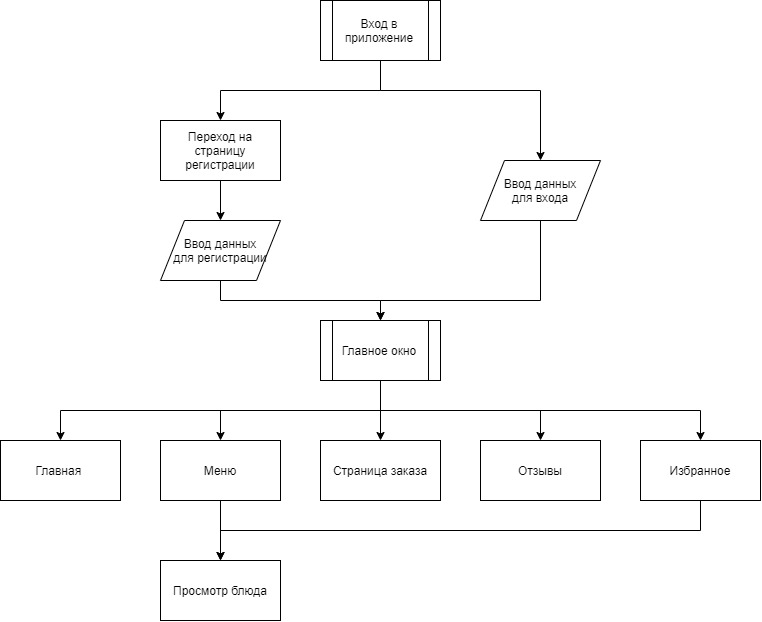 Вход в
приложение
Переход на
страницу
регистрации
Ввод данных
для входа
Ввод данных
для регистрации
Главное окно
Главная
Меню
Страница заказа
Отзывы
Избранное
Просмотр блюда